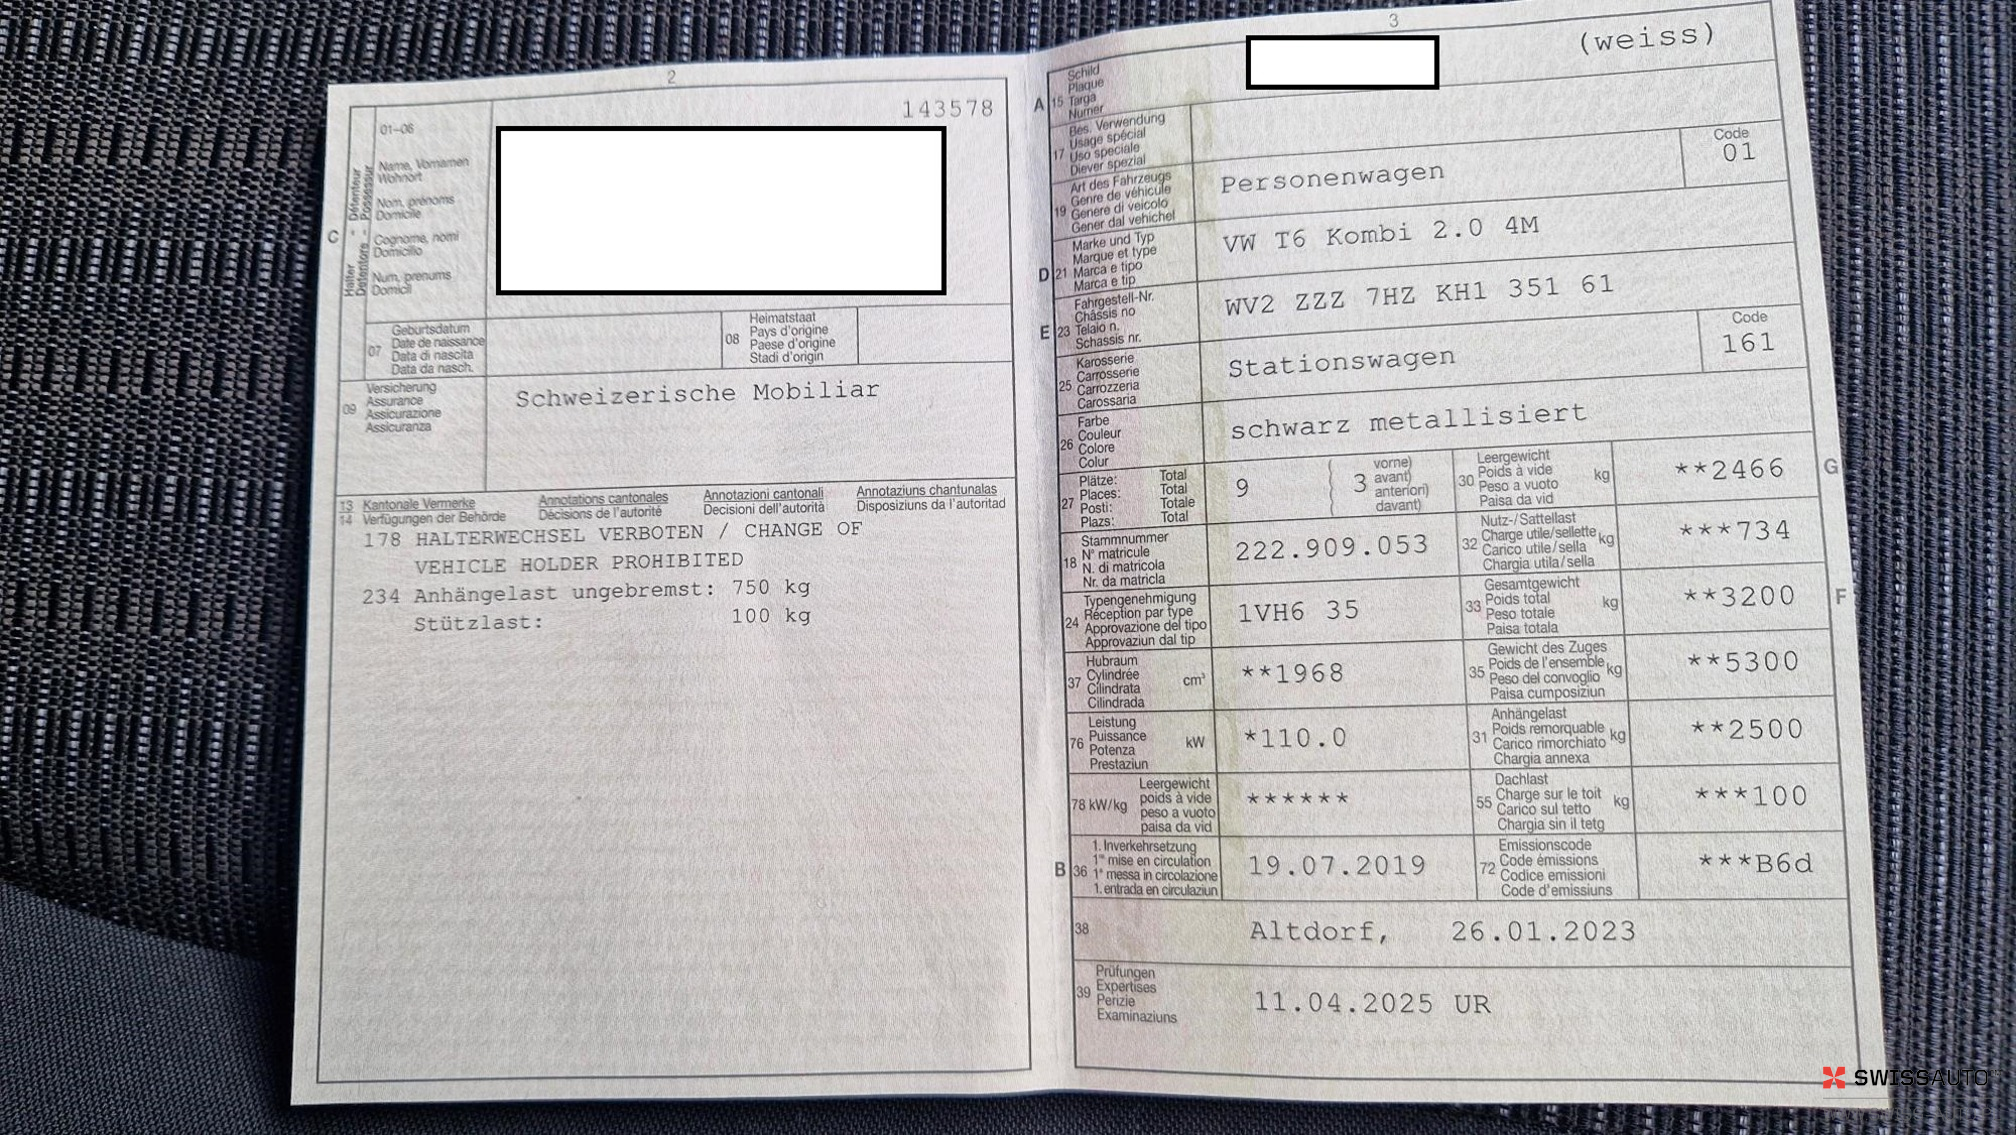 2
143578
01-06
Halter - Détenteur
Detentore - Possessur
C
Name, Vornamen
Wohnort
Nom, prénoms
Domicile
Cognome, nomi
Domicilio
Num, prenums
Domicil
07
Geburtsdatum
Date de naissance
Data di nascita
Data da nasch.
08
Heimatstaat
Pays d'origine
Paese d'origine
Stadi d'origin
09
Versicherung
Assurance
Assicurazione
Assicuranza
Schweizerische Mobiliar
13 Kantonale Vermerke Annotations cantonales Annotazioni cantonali Annotaziuns chantunalas
14 Verfügungen der Behörde Décisions de l'autorité Decisioni dell'autorità Disposiziuns da l'autoritad
178 HALTERWECHSEL VERBOTEN / CHANGE OF
VEHICLE HOLDER PROHIBITED
234 Anhängelast ungebremst: 750 kg
Stützlast: 100 kg
3
A 15
Schild
Plaque
Targa
Numer
(weiss)
17
Bes. Verwendung
Usage spécial
Uso speciale
Diever spezial
19
Art des Fahrzeugs
Genre de véhicule
Genere di veicolo
Gener dal vehichel
Personenwagen
Code
01
D 21
Marke und Typ
Marque et type
Marca e tipo
Marca e tip
VW T6 Kombi 2.0 4M
E 23
Fahrgestell-Nr.
Châssis no
Telaio n.
Schassis nr.
WV2 ZZZ 7HZ KH1 351 61
25
Karosserie
Carrosserie
Carrozzeria
Carossaria
Stationswagen
Code
161
26
Farbe
Couleur
Colore
Colur
schwarz metallisiert
27
Plätze: Total
Places: Total
Posti: Totale
Plazs: Total
9
3
vorne)
avant)
anteriori)
davant)
30
Leergewicht
Poids à vide kg
Peso a vuoto
Paisa da vid
**2466
G
18
Stammnummer
N° matricule
N. di matricola
Nr. da matricla
222.909.053
32
Nutz-/Sattellast
Charge utile/sellette kg
Carico utile/sella
Chargia utila/sella
***734
24
Typengenehmigung
Réception par type
Approvazione del tipo
Approvaziun dal tip
1VH6 35
33
Gesamtgewicht
Poids total kg
Peso totale
Paisa totala
**3200
F
37
Hubraum
Cylindrée cm³
Cilindrata
Cilindrada
**1968
35
Gewicht des Zuges
Poids de l'ensemble kg
Peso del convoglio
Paisa cumposiziun
**5300
76
Leistung
Puissance kW
Potenza
Prestaziun
*110.0
31
Anhängelast
Poids remorquable kg
Carico rimorchiato
Chargia annexa
**2500
78 kW/kg
Leergewicht
poids à vide
peso a vuoto
paisa da vid
******
55
Dachlast
Charge sur le toit kg
Carico sul tetto
Chargia sin il tetg
***100
B 36
1. Inverkehrsetzung
1re mise en circulation
1a messa in circolazione
1. entrada en circulaziun
19.07.2019
72
Emissionscode
Code émissions
Codice emissioni
Code d'emissiuns
***B6d
38
Altdorf, 26.01.2023
39
Prüfungen
Expertises
Perizie
Examinaziuns
11.04.2025 UR
SWISSAUTO